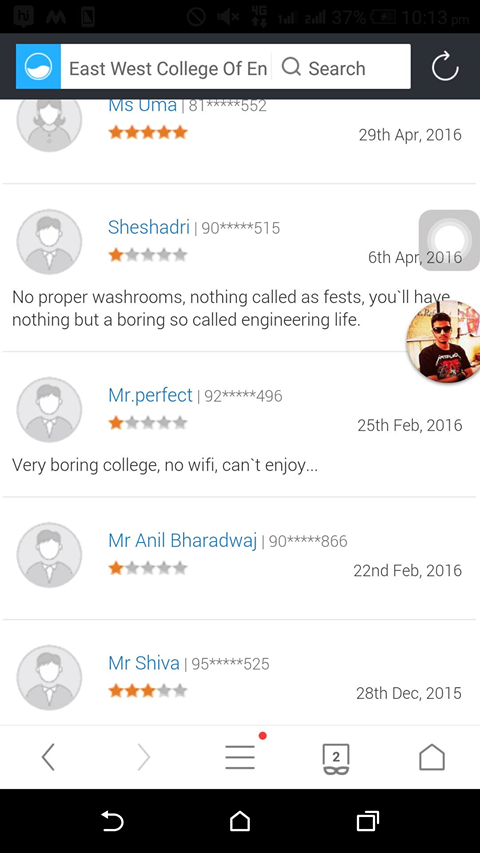 4G 37% 10:13 pm
East West College Of En Search
Ms Uma | 81*****552
29th Apr, 2016
Sheshadri | 90*****515
6th Apr, 2016
No proper washrooms, nothing called as fests, you`ll have
nothing but a boring so called engineering life.
Mr.perfect | 92*****496
25th Feb, 2016
Very boring college, no wifi, can`t enjoy...
Mr Anil Bharadwaj | 90*****866
22nd Feb, 2016
Mr Shiva | 95*****525
28th Dec, 2015
2